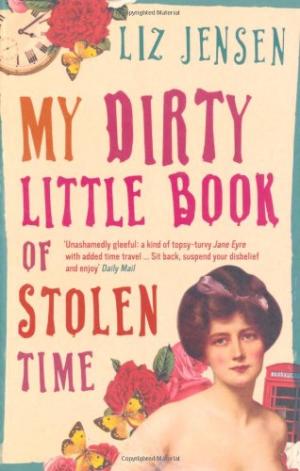 LIZ JENSEN
MY DIRTY
LITTLE BOOK
OF
STOLEN
TIME
'Unashamedly gleeful: a kind of topsy-turvy Jane Eyre
with added time travel ... Sit back, suspend your disbelief
and enjoy' Daily Mail